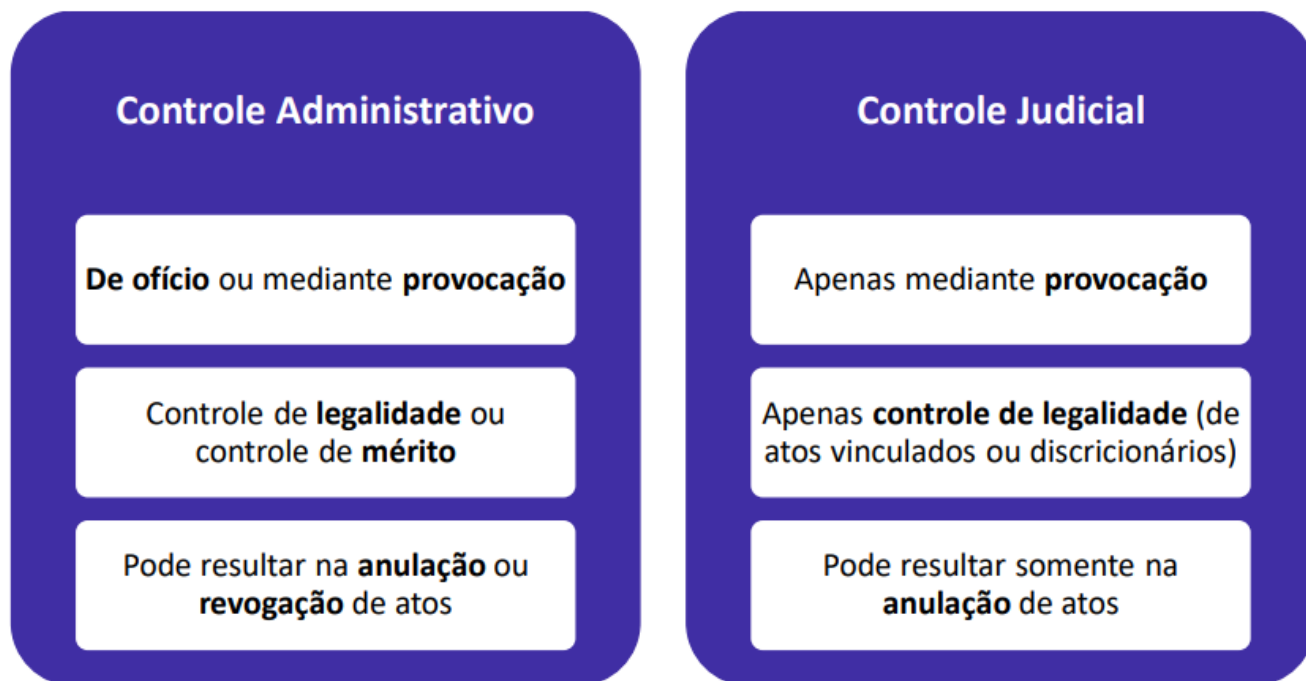 Controle Administrativo
De ofício ou mediante provocação
Controle de legalidade ou
controle de mérito
Pode resultar na anulação ou
revogação de atos
Controle Judicial
Apenas mediante provocação
Apenas controle de legalidade (de
atos vinculados ou discricionários)
Pode resultar somente na
anulação de atos